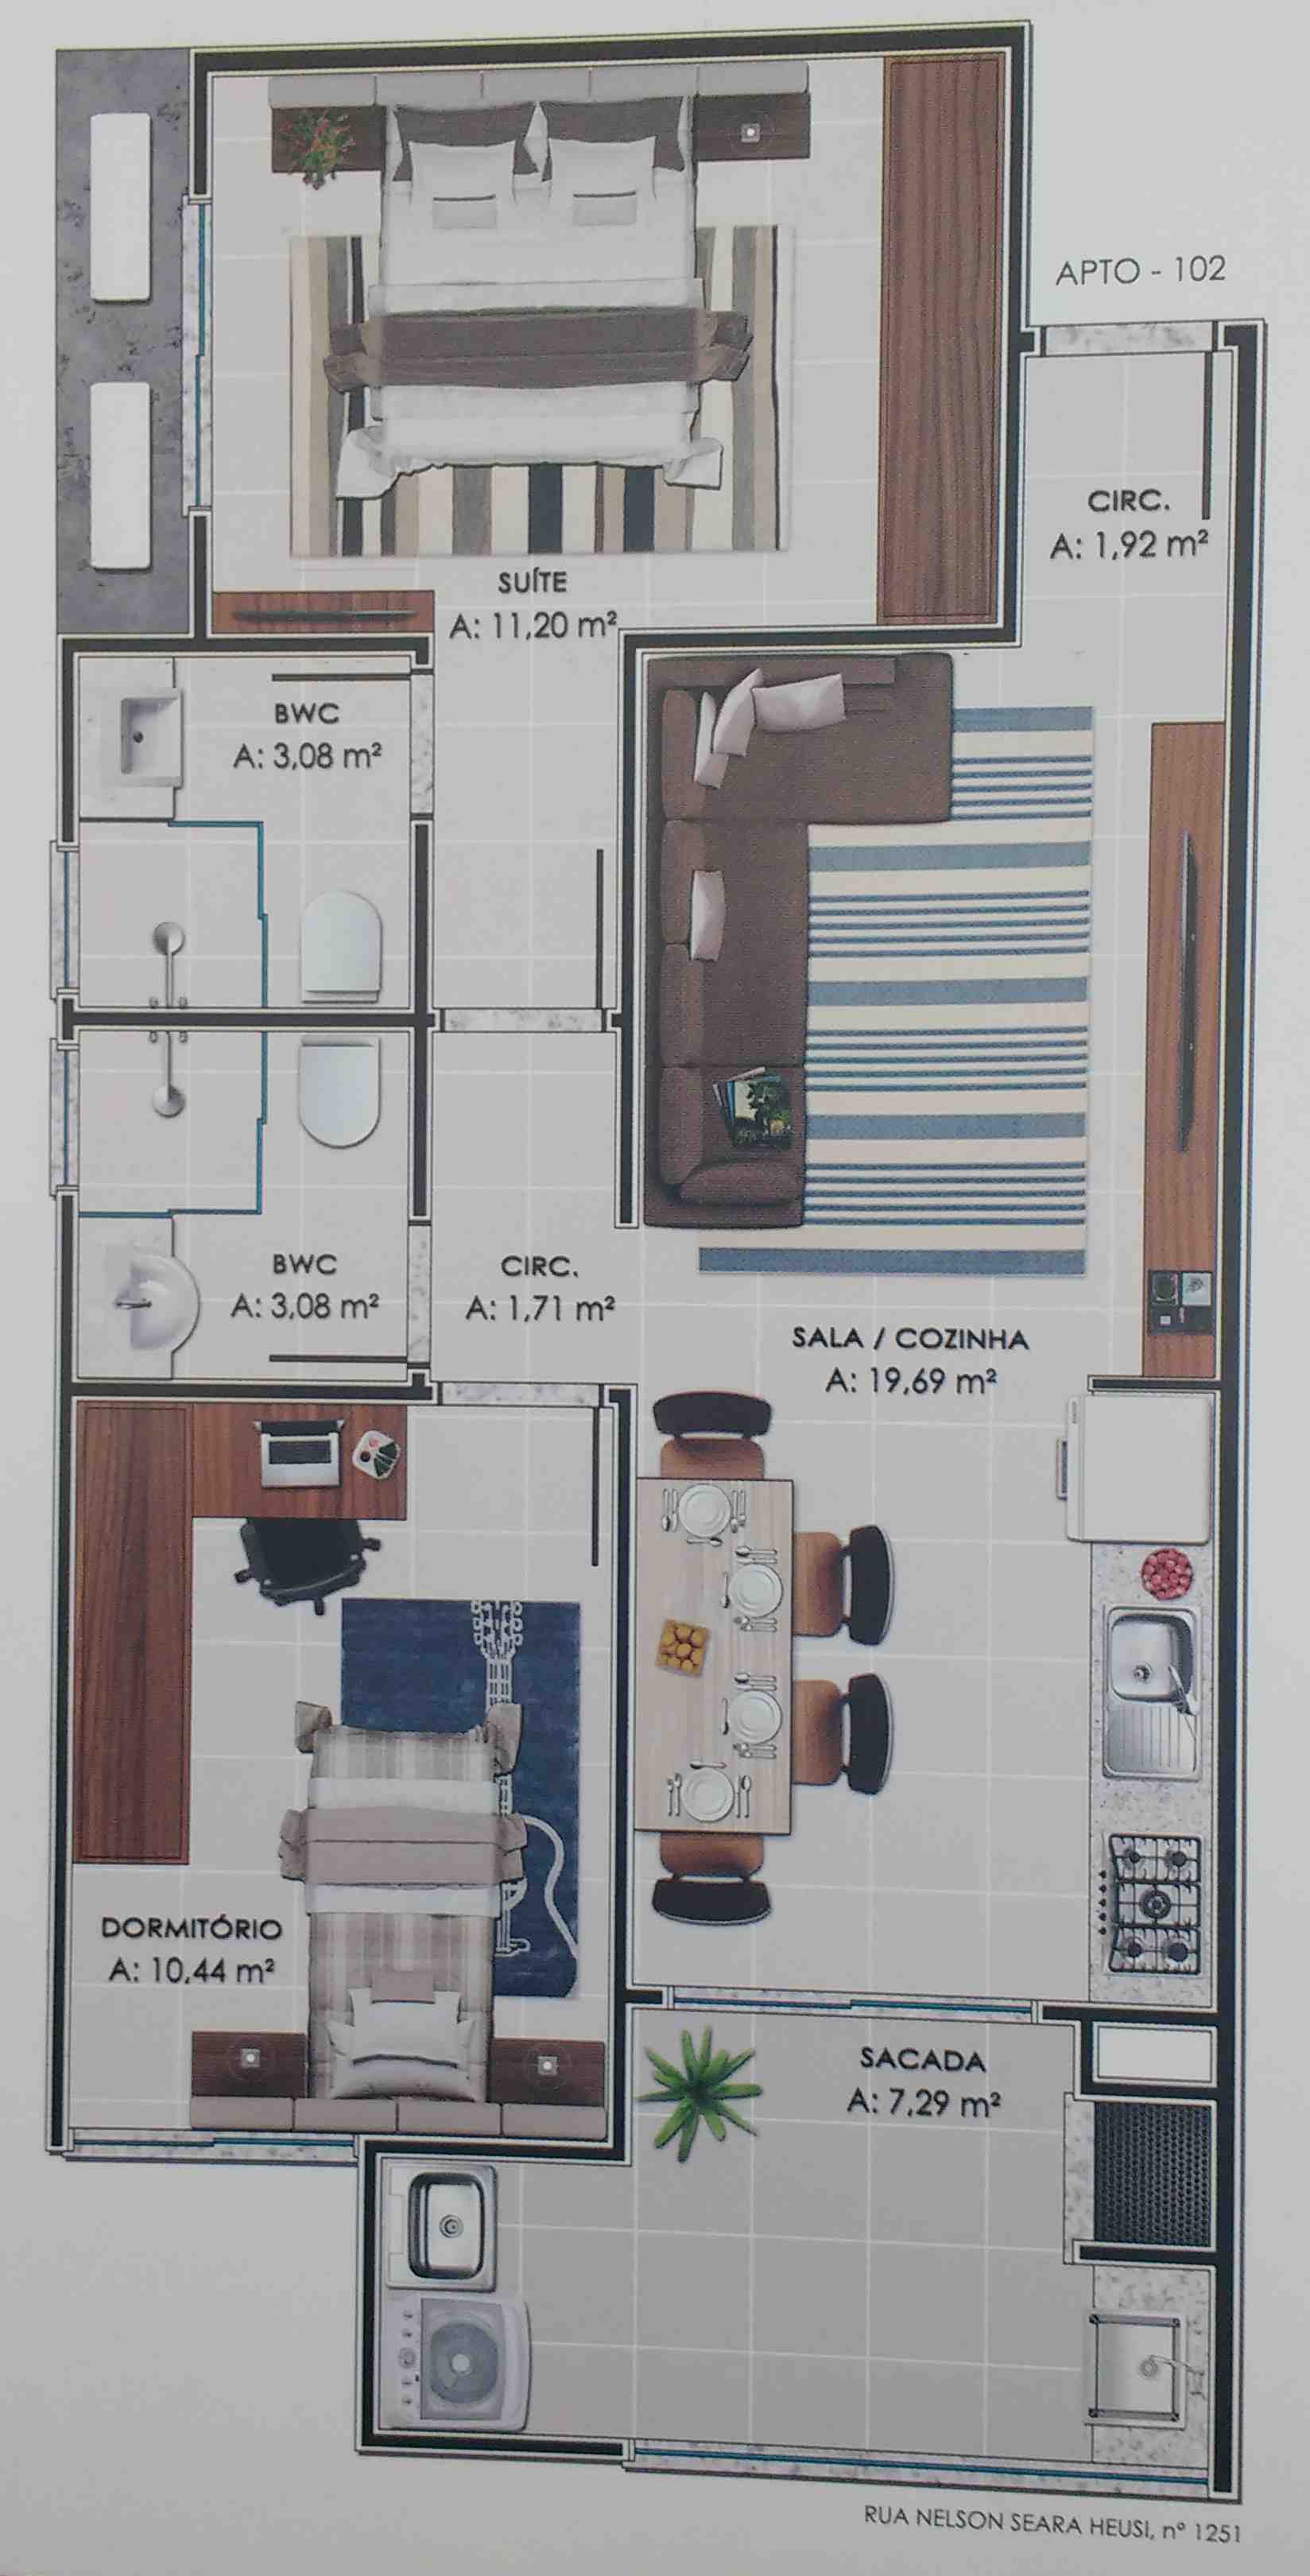 APTO - 102
CIRC.
A: 1,92 m²
SUÍTE
A: 11,20 m²
BWC
A: 3,08 m²
BWC
A: 3,08 m²
CIRC.
A: 1,71 m²
SALA / COZINHA
A: 19,69 m²
DORMITÓRIO
A: 10,44 m²
SACADA
A: 7,29 m²
RUA NELSON SEARA HEUSI, nº 1251